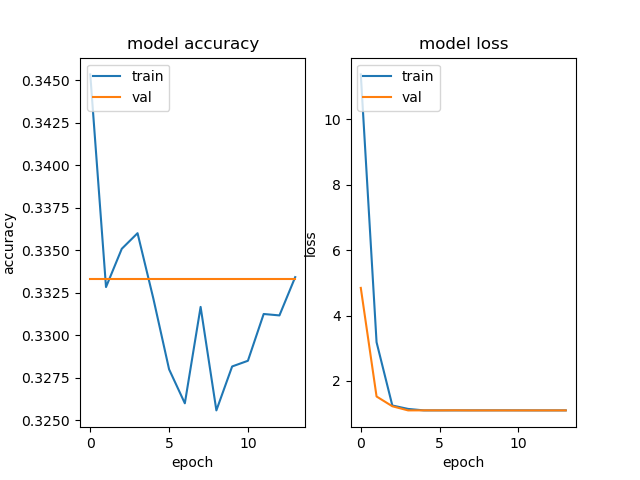 model accuracy
train
val
0.3450
0.3425
0.3400
0.3375
0.3350
0.3325
0.3300
0.3275
0.3250
accuracy
0
5
10
epoch
model loss
train
val
10
8
6
4
2
loss
0
5
10
epoch